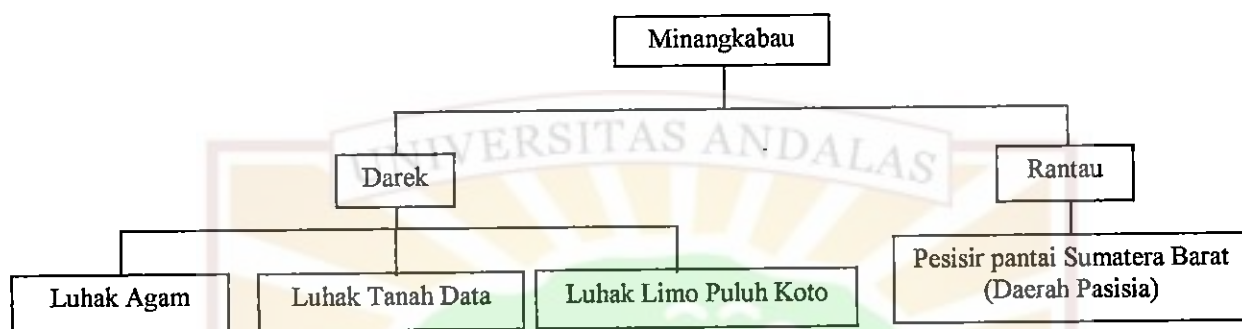 Minangkabau
UNIVERSITAS ANDALAS
Darek
Rantau
Luhak Agam
Luhak Tanah Data
Luhak Limo Puluh Koto
Pesisir pantai Sumatera Barat
(Daerah Pasisia)